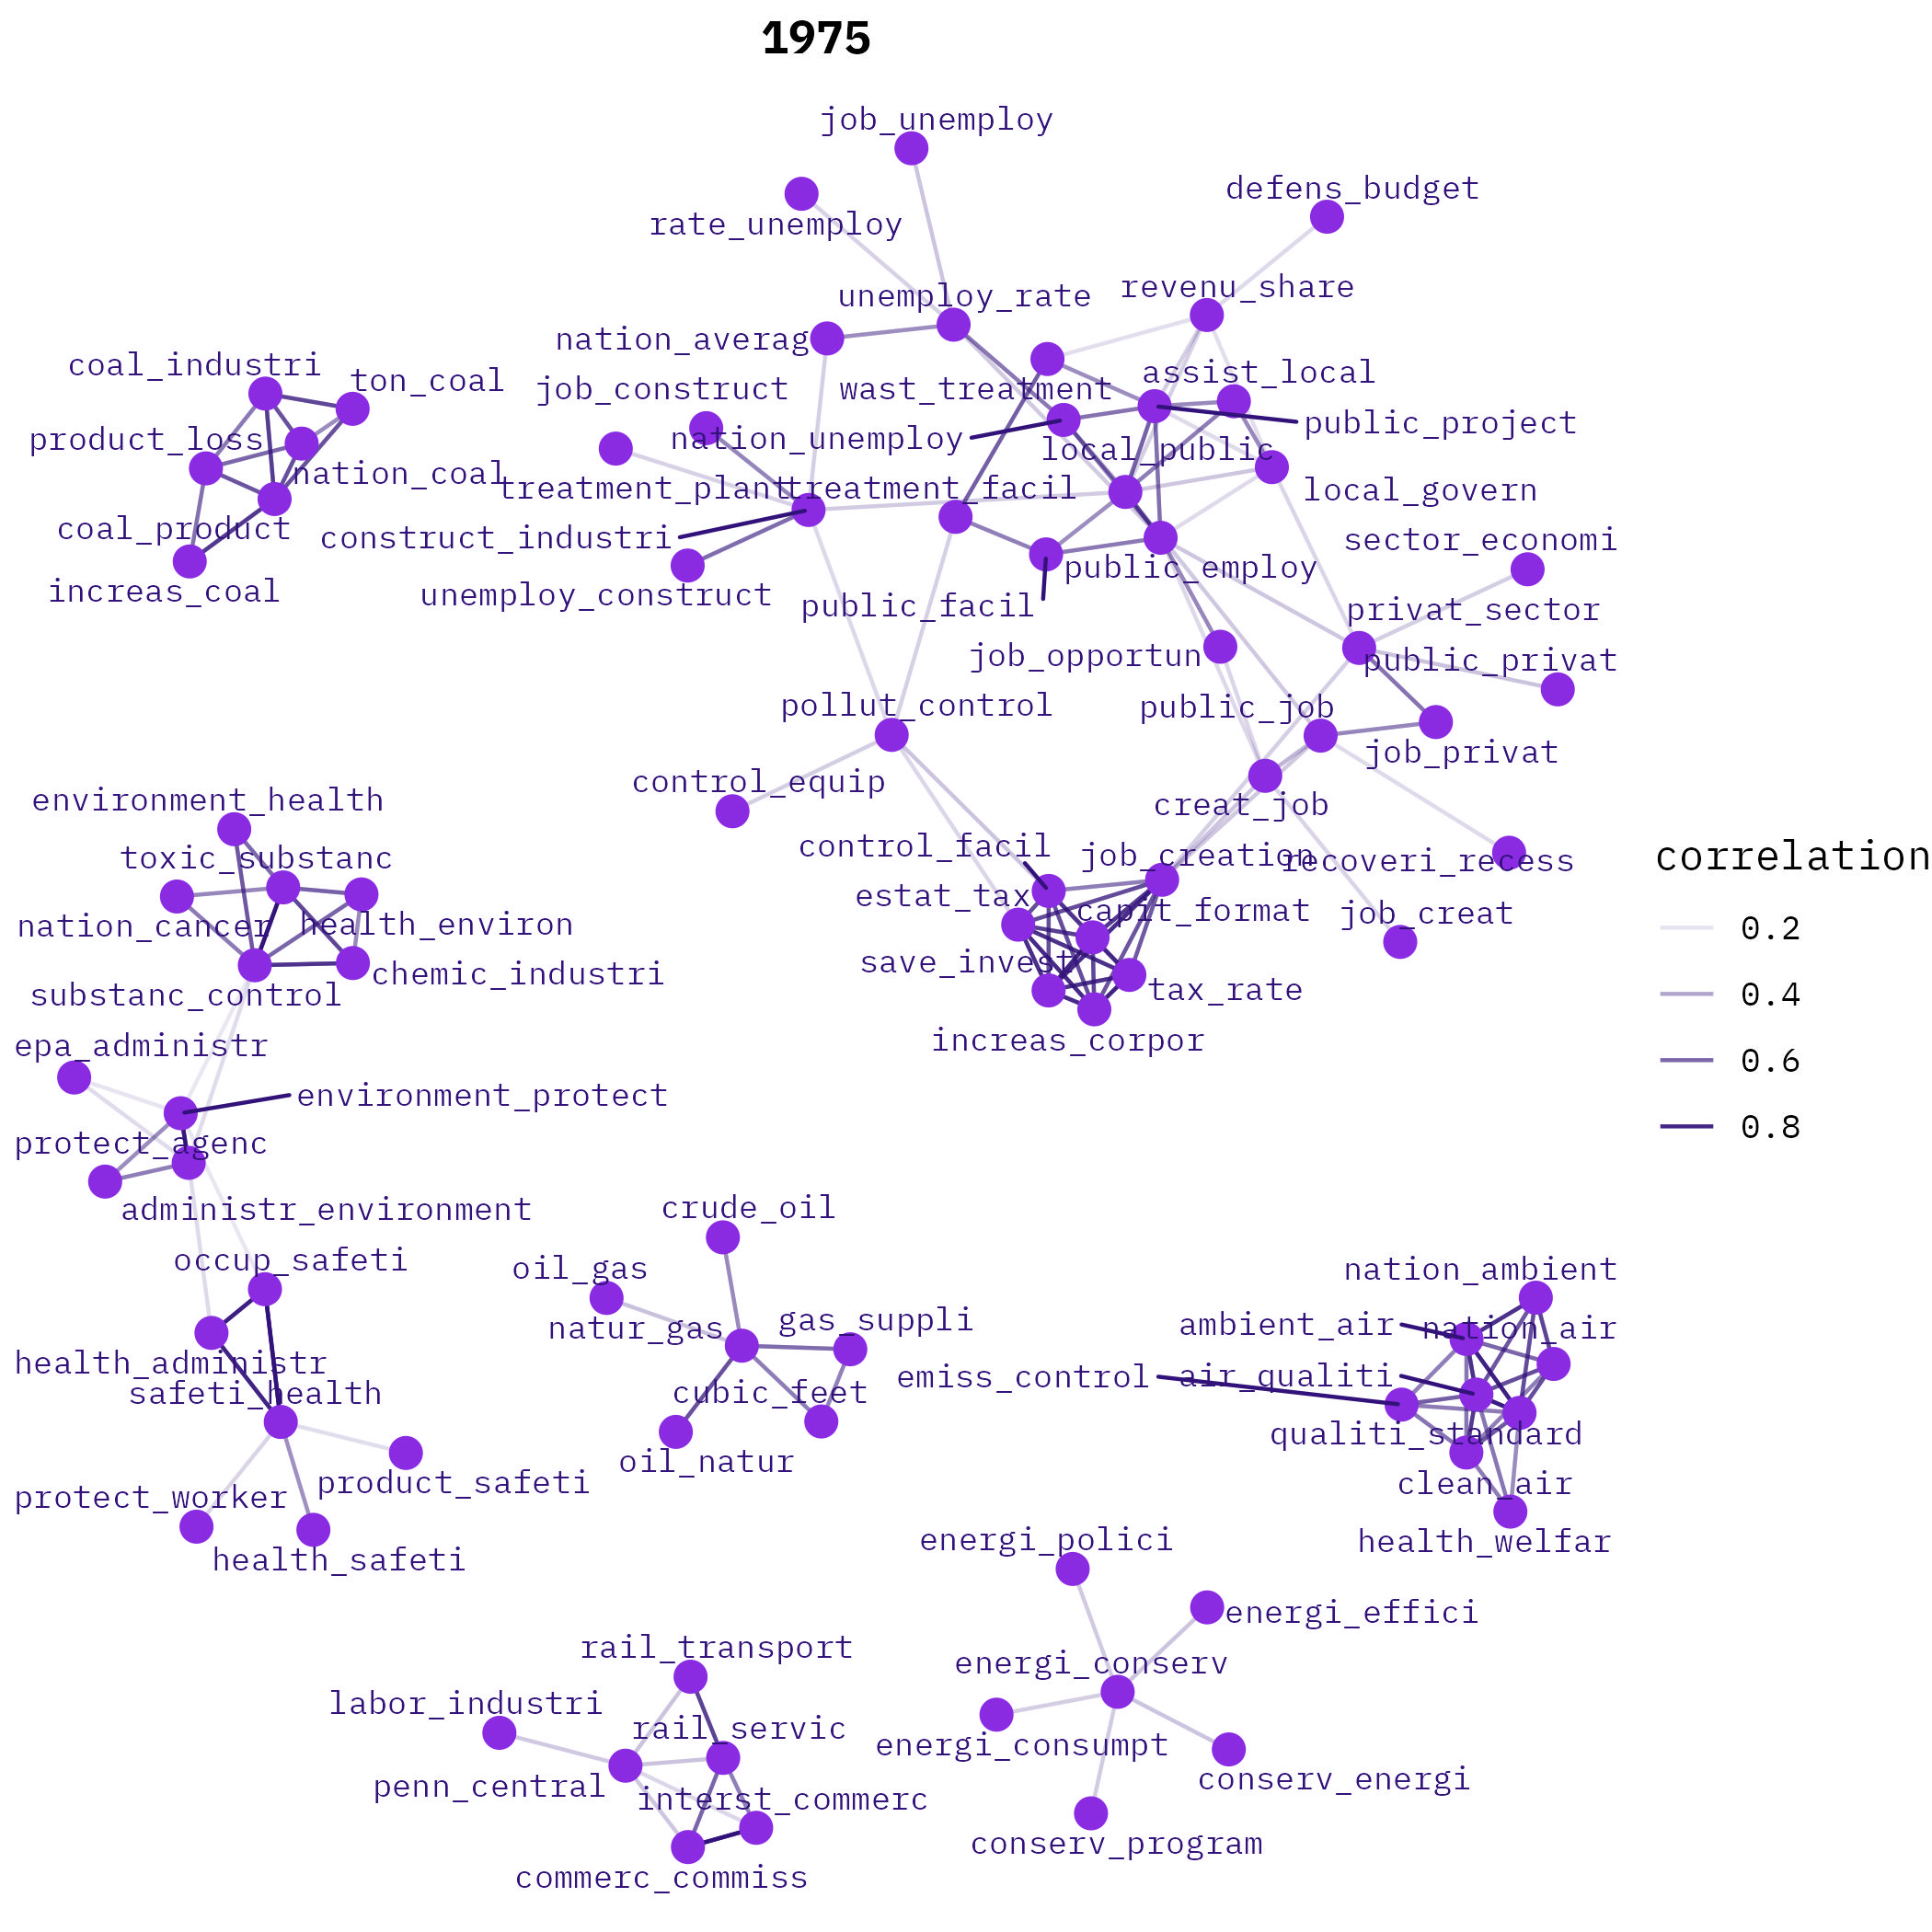 1975
job_unemploy
defens_budget
rate_unemploy
revenu_share
unemploy_rate
nation_averag
coal_industri
ton_coal
assist_local
job_construct
wast_treatment
public_project
product_loss
nation_unemploy
local_public
nation_coal
treatment_plant
treatment_facil
local_govern
coal_product
construct_industri
sector_economi
public_employ
increas_coal
unemploy_construct
public_facil
privat_sector
job_opportun
public_privat
pollut_control
public_job
job_privat
control_equip
environment_health
creat_job
control_facil
job_creation
recoveri_recess
correlation
toxic_substanc
estat_tax
capit_format
job_creat
nation_cancer
health_environ
0.2
save_invest
chemic_industri
tax_rate
substanc_control
0.4
increas_corpor
epa_administr
0.6
environment_protect
0.8
protect_agenc
administr_environment
crude_oil
occup_safeti
oil_gas
nation_ambient
natur_gas
gas_suppli
ambient_air
nation_air
health_administr
emiss_control
air_qualiti
safeti_health
cubic_feet
qualiti_standard
oil_natur
product_safeti
clean_air
protect_worker
energi_polici
health_welfar
health_safeti
energi_effici
rail_transport
energi_conserv
labor_industri
rail_servic
energi_consumpt
penn_central
interst_commerc
conserv_energi
conserv_program
commerc_commiss